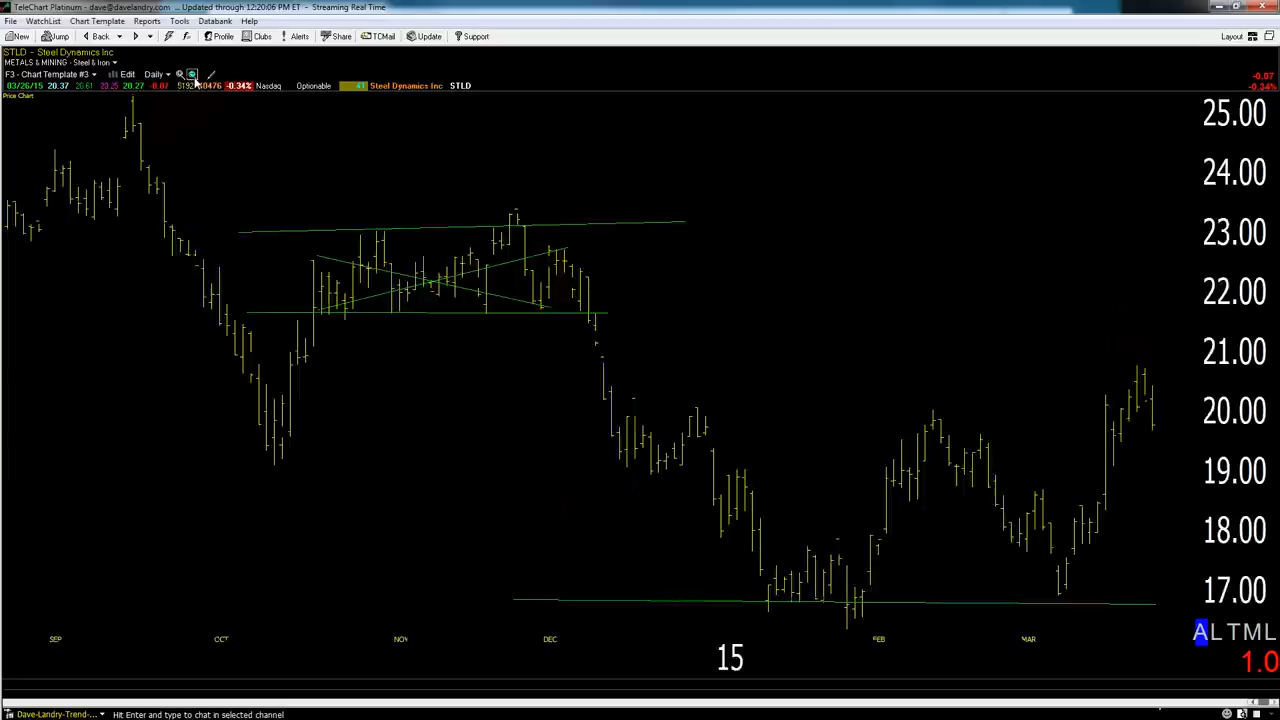 TeleChart Platinum - dave@davelandry.com ... Updated through 12:20:06 PM ET - Streaming Real Time
File WatchList Chart Template Reports Tools Databank Help
New Jump Back Profile Clubs Alerts Share TCMail Update Support Layout
STLD - Steel Dynamics Inc
METALS & MINING - Steel & Iron
F3 - Chart Template #3 Edit Daily
03/26/15 20.37 20.61 20.25 20.27 -0.07 -0.34% Nasdaq Optionable 41 Steel Dynamics Inc STLD
-0.07
-0.34%
Price Chart
25.00
24.00
23.00
22.00
21.00
20.00
19.00
18.00
17.00
SEP OCT NOV DEC FEB MAR
15
ALTML
1.0
Dave-Landry-Trend-... Hit Enter and type to chat in selected channel